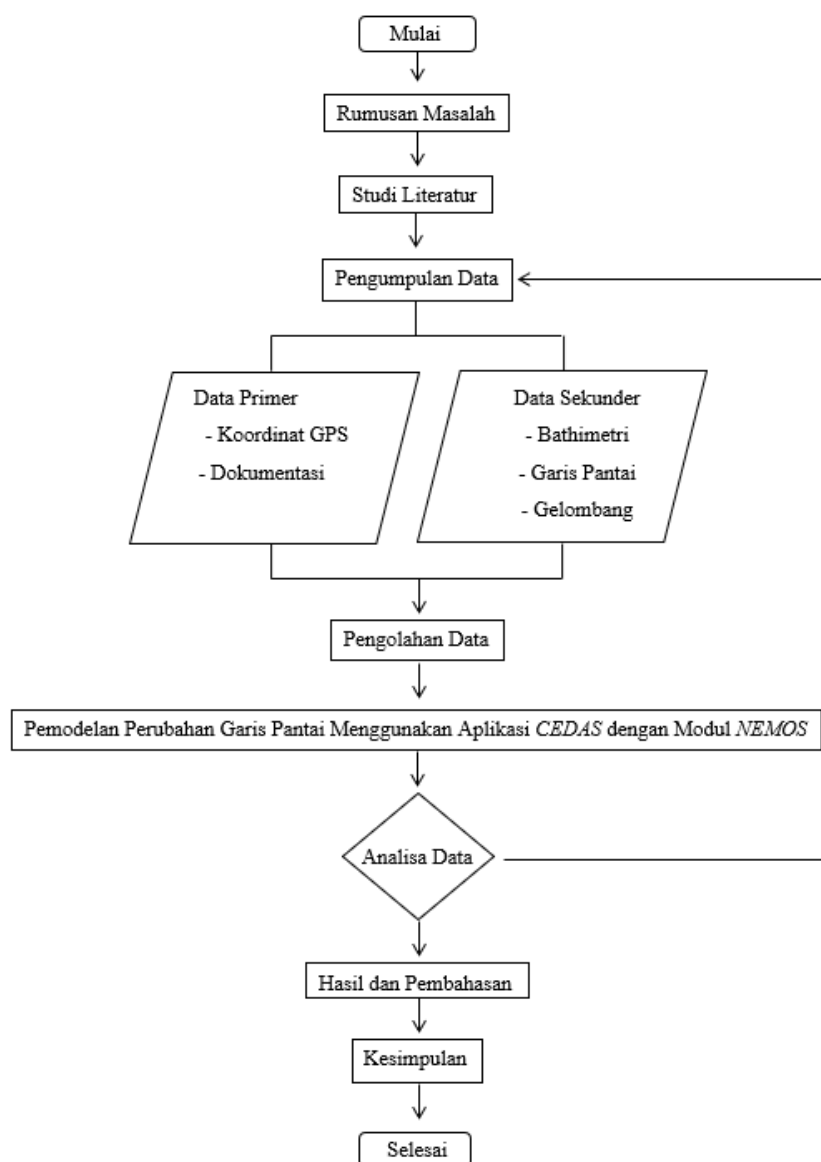 Mulai
Rumusan Masalah
Studi Literatur
Pengumpulan Data
Data Primer
- Koordinat GPS
- Dokumentasi
Data Sekunder
- Bathimetri
- Garis Pantai
- Gelombang
Pengolahan Data
Pemodelan Perubahan Garis Pantai Menggunakan Aplikasi CEDAS dengan Modul NEMOS
Analisa Data
Hasil dan Pembahasan
Kesimpulan
Selesai